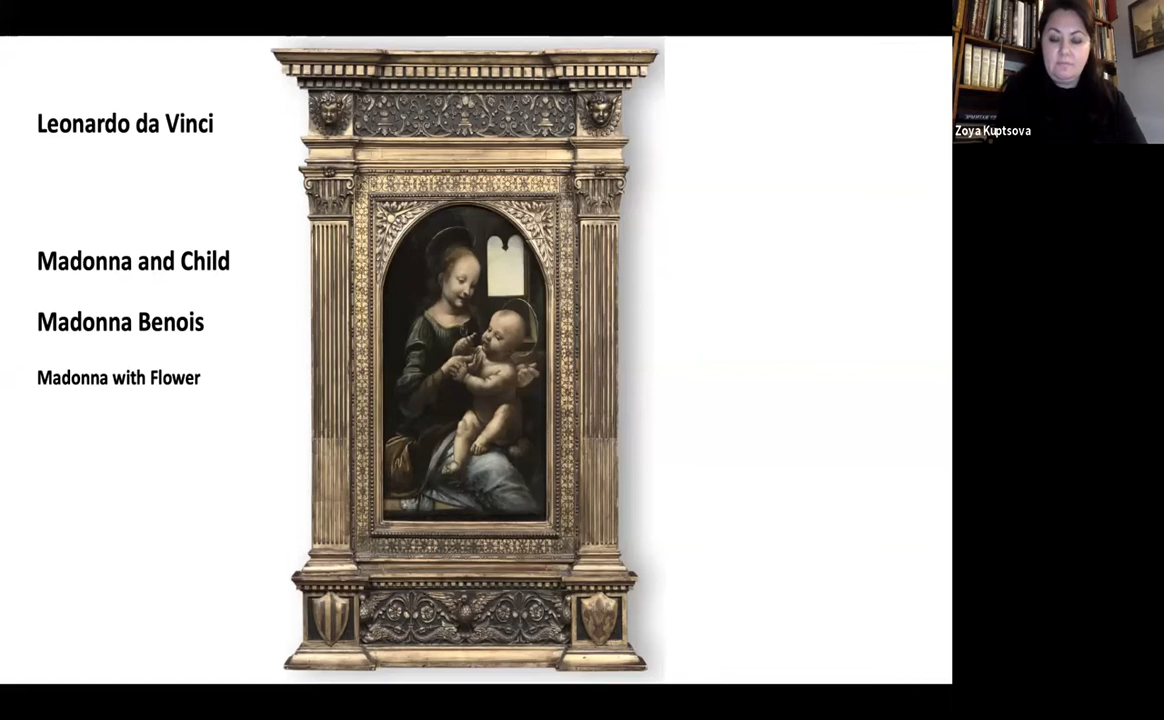 Leonardo da Vinci
Madonna and Child
Madonna Benois
Madonna with Flower
Zoya Kuptsova